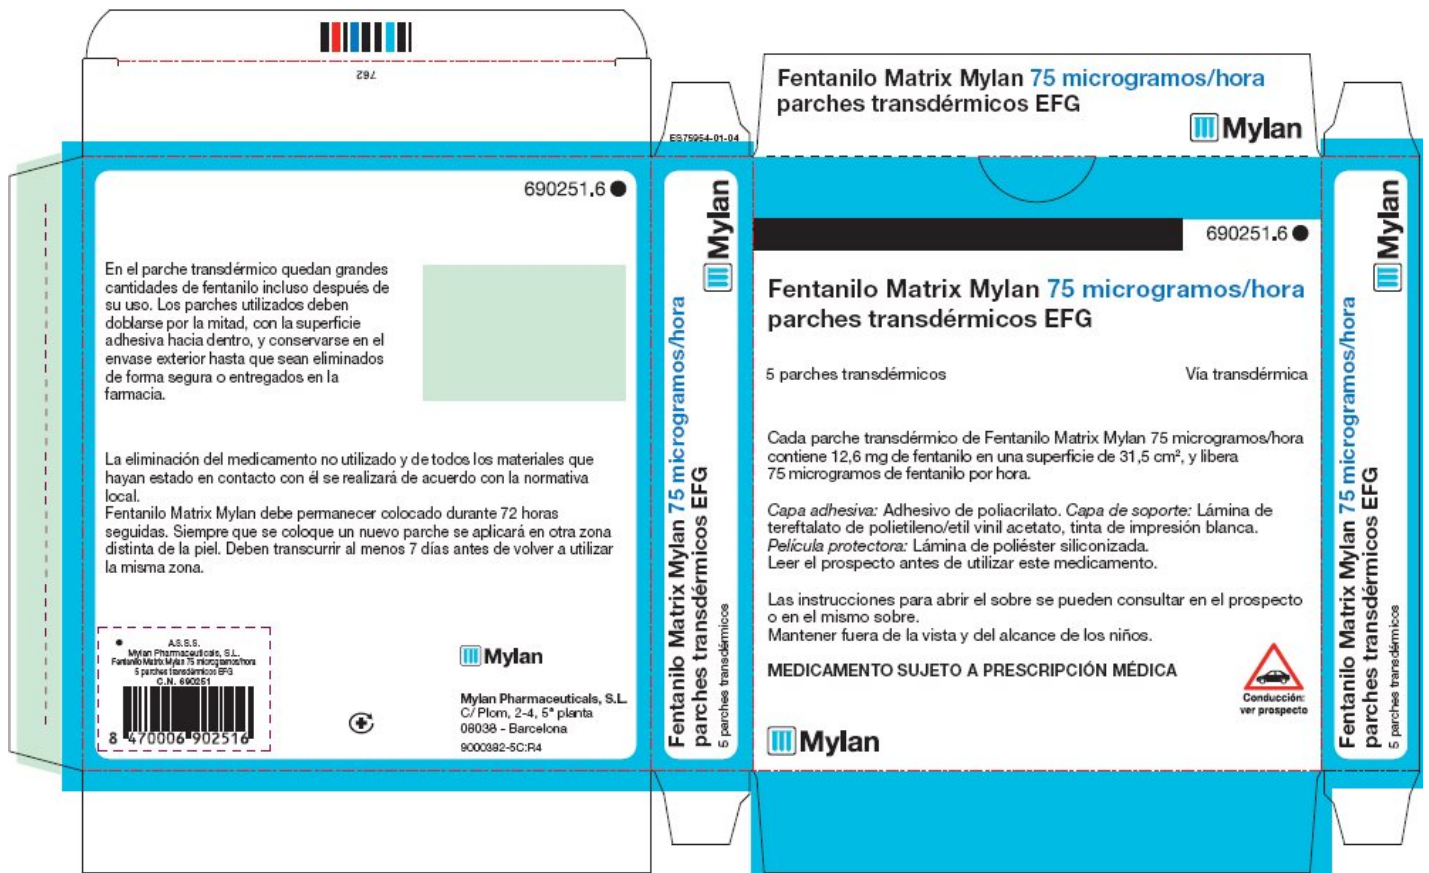 762
ES75954-01-04
690251.6
En el parche transdérmico quedan grandes
cantidades de fentanilo incluso después de
su uso. Los parches utilizados deben
doblarse por la mitad, con la superficie
adhesiva hacia dentro, y conservarse en el
envase exterior hasta que sean eliminados
de forma segura o entregados en la
farmacia.
La eliminación del medicamento no utilizado y de todos los materiales que
hayan estado en contacto con él se realizará de acuerdo con la normativa
local.
Fentanilo Matrix Mylan debe permanecer colocado durante 72 horas
seguidas. Siempre que se coloque un nuevo parche se aplicará en otra zona
distinta de la piel. Deben transcurrir al menos 7 días antes de volver a utilizar
la misma zona.
A.S.S.S.
Mylan Pharmaceuticals, S.L.
Fentanilo Matrix Mylan 75 microgramos/hora
5 parches transdérmicos EFG
C.N. 690251
8 470006 902516
Mylan
Mylan Pharmaceuticals, S.L.
C/ Plom, 2-4, 5ª planta
08038 - Barcelona
9000392-5C:R4
Mylan
Fentanilo Matrix Mylan 75 microgramos/hora
parches transdérmicos EFG
5 parches transdérmicos
Fentanilo Matrix Mylan 75 microgramos/hora
parches transdérmicos EFG
Mylan
690251.6
Fentanilo Matrix Mylan 75 microgramos/hora
parches transdérmicos EFG
5 parches transdérmicos Vía transdérmica
Cada parche transdérmico de Fentanilo Matrix Mylan 75 microgramos/hora
contiene 12,6 mg de fentanilo en una superficie de 31,5 cm², y libera
75 microgramos de fentanilo por hora.
Capa adhesiva: Adhesivo de poliacrilato. Capa de soporte: Lámina de
tereftalato de polietileno/etil vinil acetato, tinta de impresión blanca.
Película protectora: Lámina de poliéster siliconizada.
Leer el prospecto antes de utilizar este medicamento.
Las instrucciones para abrir el sobre se pueden consultar en el prospecto
o en el mismo sobre.
Mantener fuera de la vista y del alcance de los niños.
MEDICAMENTO SUJETO A PRESCRIPCIÓN MÉDICA
Conducción:
ver prospecto
Mylan
Mylan
Fentanilo Matrix Mylan 75 microgramos/hora
parches transdérmicos EFG
5 parches transdérmicos